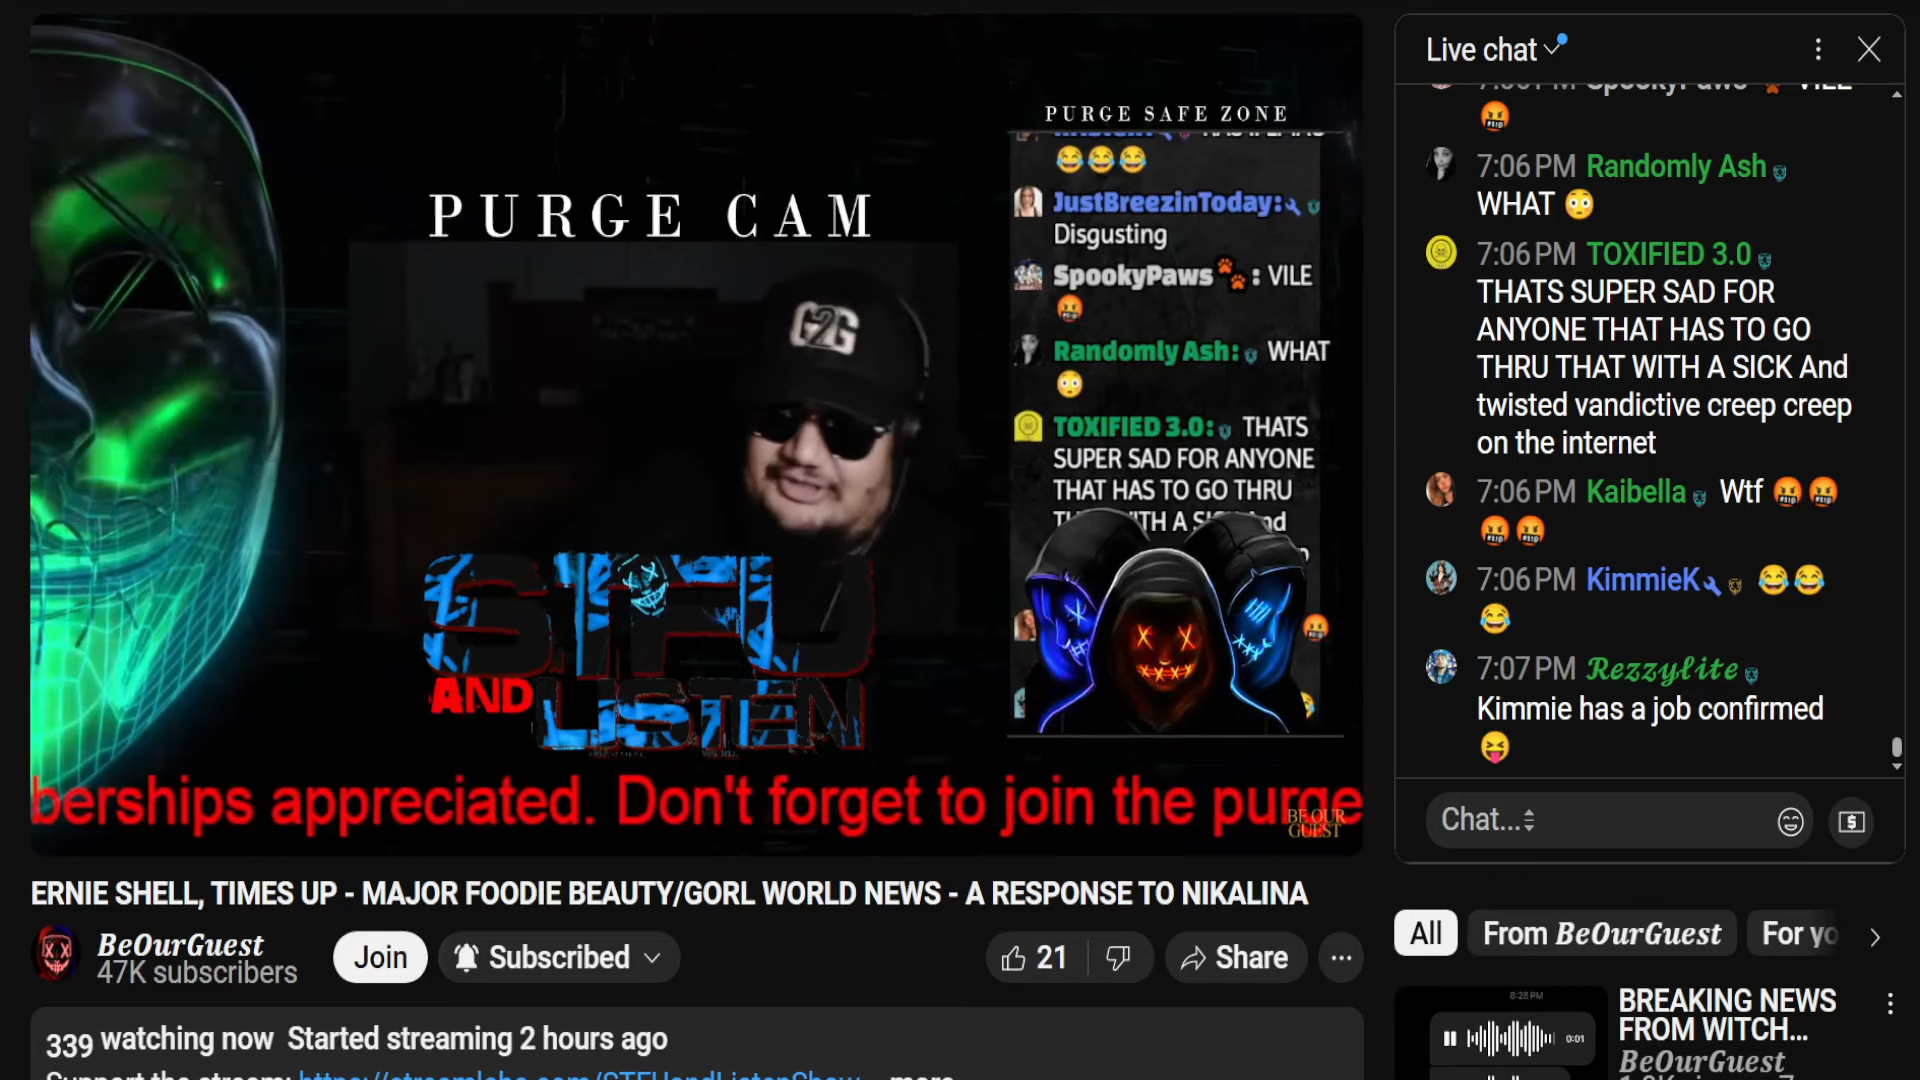 PURGE SAFE ZONE
PURGE CAM
😂😂😂
JustBreezinToday:
Disgusting
SpookyPaws🐾: VILE
🤬
Randomly Ash: WHAT
😳
TOXIFIED 3.0: THATS
SUPER SAD FOR ANYONE
THAT HAS TO GO THRU
WITH A
G2G
STFU
AND LISTEN
berships appreciated. Don't forget to join the purge
BE OUR
GUEST
ERNIE SHELL, TIMES UP - MAJOR FOODIE BEAUTY/GORL WORLD NEWS - A RESPONSE TO NIKALINA
BeOurGuest
47K subscribers
Join
Subscribed
21
Share
339 watching now Started streaming 2 hours ago
Support the stream: https://streamlabs.com/STFUandListenShow ...more
Live chat
7:06 PM SpookyPaws🐾 VILE
🤬
7:06 PM Randomly Ash
WHAT 😳
7:06 PM TOXIFIED 3.0
THATS SUPER SAD FOR
ANYONE THAT HAS TO GO
THRU THAT WITH A SICK And
twisted vandictive creep creep
on the internet
7:06 PM Kaibella Wtf 🤬🤬
🤬🤬
7:06 PM KimmieK 😂😂
😂
7:07 PM Rezzylite
Kimmie has a job confirmed
😝
Chat...
All
From BeOurGuest
For yo
8:28 PM
0:01
BREAKING NEWS
FROM WITCH...
BeOurGuest